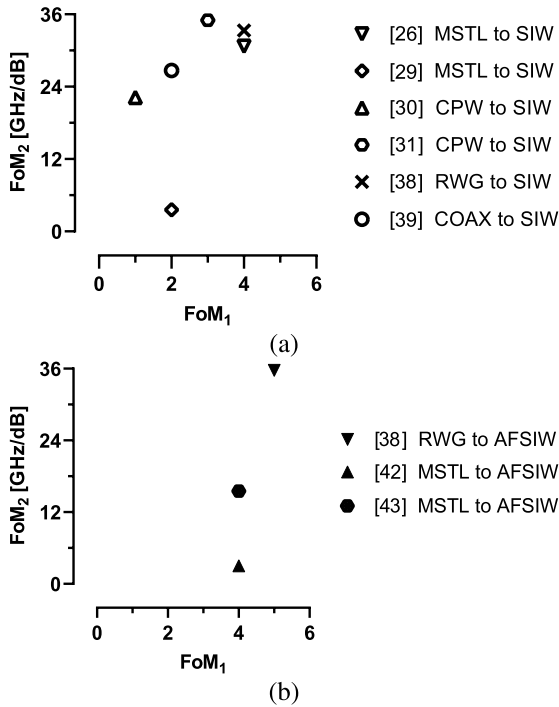 36
24
12
0
FoM2 [GHz/dB]
0 2 4 6
FoM1
[26] MSTL to SIW
[29] MSTL to SIW
[30] CPW to SIW
[31] CPW to SIW
[38] RWG to SIW
[39] COAX to SIW
(a)
36
24
12
0
FoM2 [GHz/dB]
0 2 4 6
FoM1
[38] RWG to AFSIW
[42] MSTL to AFSIW
[43] MSTL to AFSIW
(b)